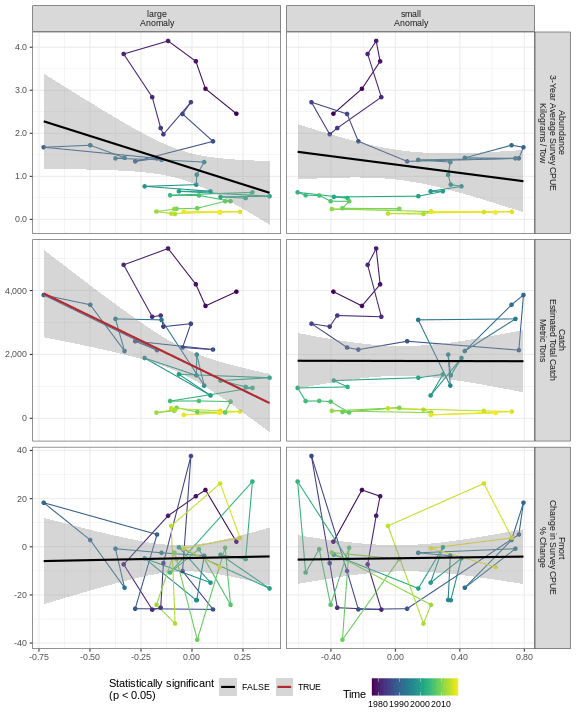 large
Anomaly
small
Anomaly
4.0
3.0
2.0
1.0
0.0
Abundance
3-Year Average Survey CPUE
Kilograms / Tow
4,000
2,000
0
Catch
Estimated Total Catch
Metric Tons
40
20
0
-20
-40
Fmort
Change in Survey CPUE
% Change
-0.75
-0.50
-0.25
0.00
0.25
-0.40
0.00
0.40
0.80
Statistically significant
(p < 0.05)
FALSE
TRUE
Time
1980 1990 2000 2010